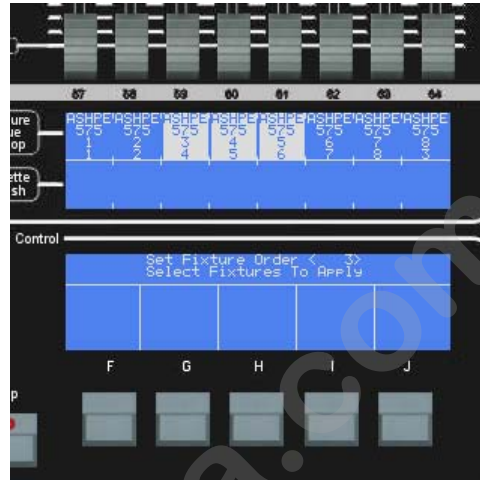 57 58 59 60 61 62 63 64
ASHPE ASHPE ASHPE ASHPE ASHPE ASHPE ASHPE ASHPE
575 575 575 575 575 575 575 575
1 2 3 4 5 6 7 8
1 2 4 5 6 7 8 3
ure
ue
op
ette
sh
Control
Set Fixture Order < 3>
Select Fixtures To Apply
F G H I J
p